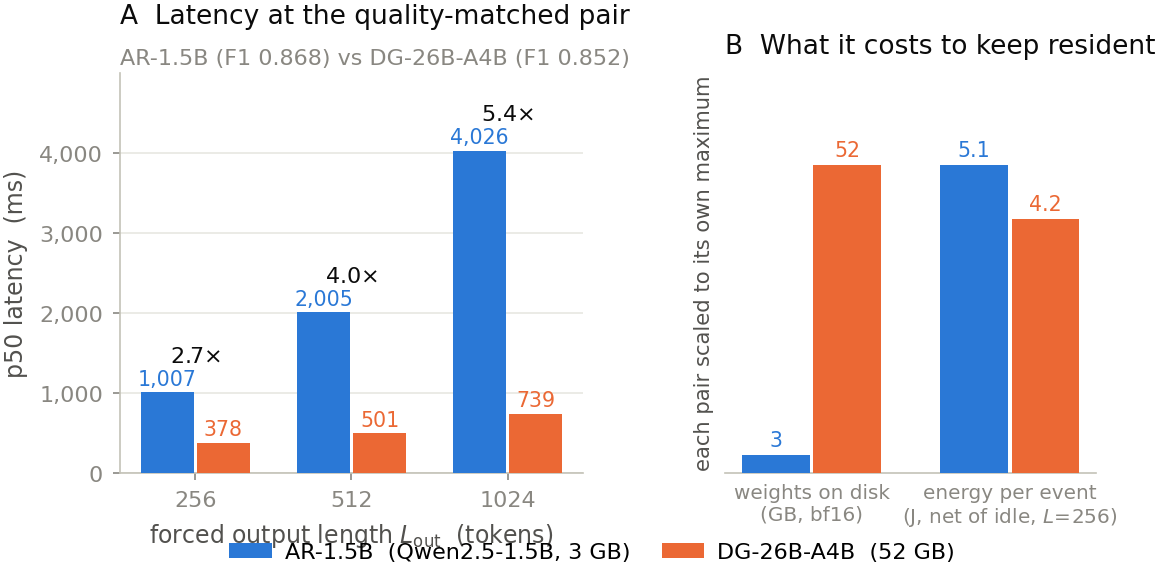 A  Latency at the quality-matched pair
AR-1.5B (F1 0.868) vs DG-26B-A4B (F1 0.852)
p50 latency (ms)
4,000
3,000
2,000
1,000
0
2.7×
1,007
378
4.0×
2,005
501
5.4×
4,026
739
256
512
1024
forced output length L_out (tokens)
B  What it costs to keep resident
each pair scaled to its own maximum
3
52
5.1
4.2
weights on disk
(GB, bf16)
energy per event
(J, net of idle, L=256)
AR-1.5B (Qwen2.5-1.5B, 3 GB)
DG-26B-A4B (52 GB)